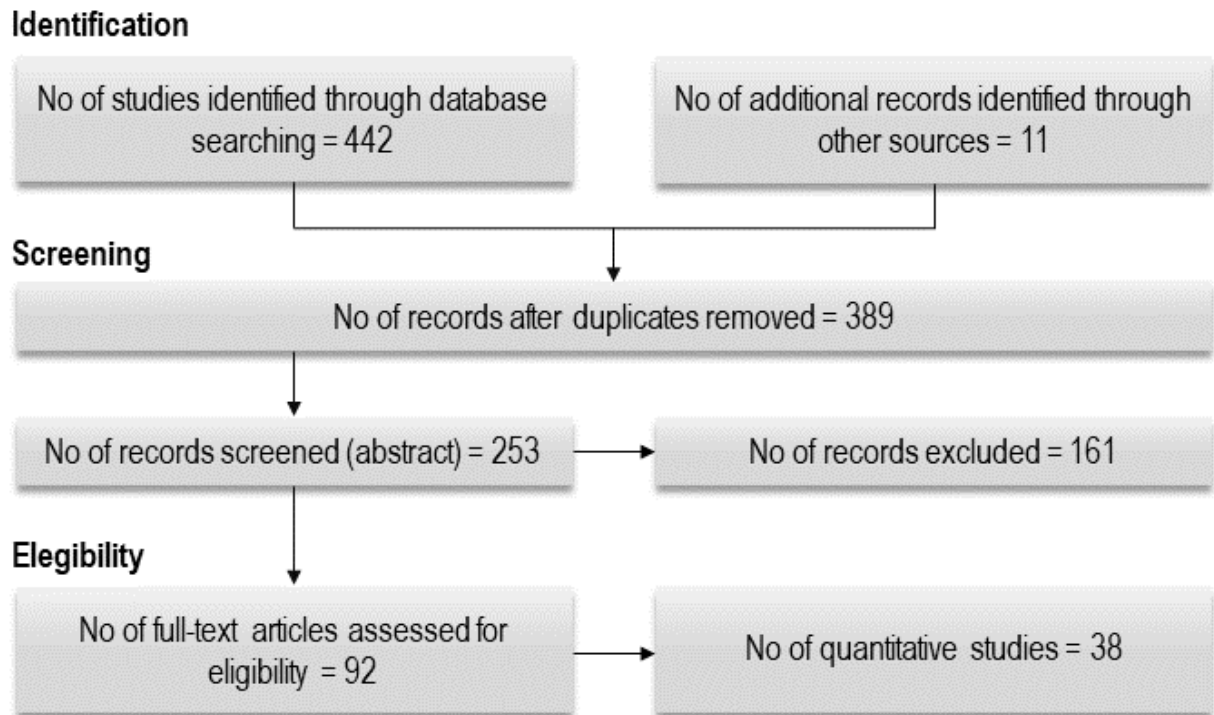 Identification
No of studies identified through database
searching = 442
No of additional records identified through
other sources = 11
Screening
No of records after duplicates removed = 389
No of records screened (abstract) = 253
No of records excluded = 161
Elegibility
No of full-text articles assessed for
eligibility = 92
No of quantitative studies = 38